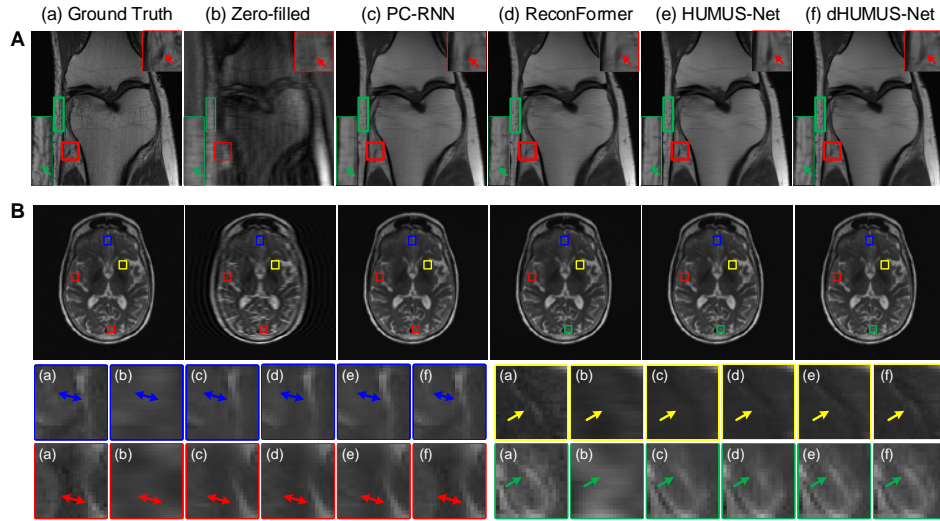 (a) Ground Truth (b) Zero-filled (c) PC-RNN (d) ReconFormer (e) HUMUS-Net (f) dHUMUS-Net
A
B
(a) (b) (c) (d) (e) (f) (a) (b) (c) (d) (e) (f)
(a) (b) (c) (d) (e) (f) (a) (b) (c) (d) (e) (f)